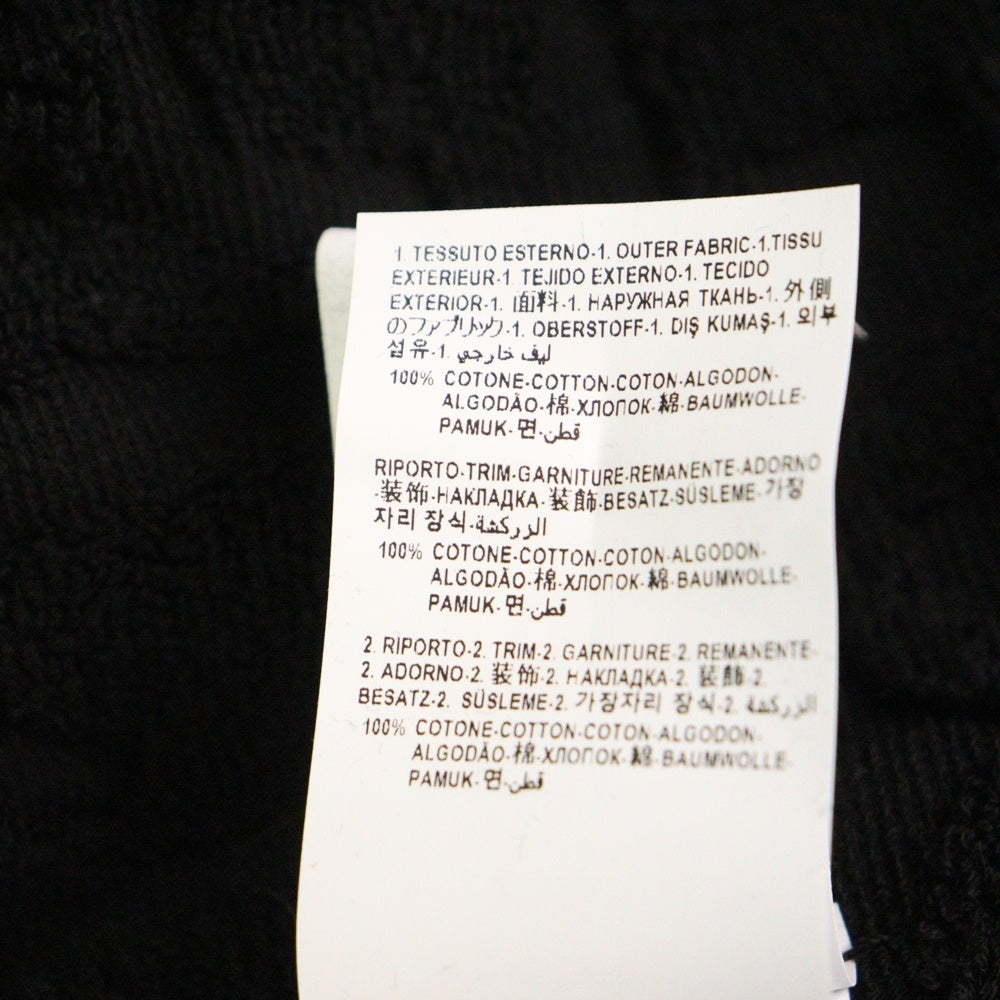 1. TESSUTO ESTERNO-1. OUTER FABRIC-1.TISSU
EXTERIEUR-1. TEJIDO EXTERNO-1. TECIDO
EXTERIOR-1. 面料-1. НАРУЖНАЯ ТКАНЬ-1. 外側
のファブリック-1. OBERSTOFF-1. DIŞ KUMAŞ-1. 외부
섬유-1. ليف خارجي
100% COTONE-COTTON-COTON-ALGODON-
ALGODÃO-棉-ХЛОПОК-綿-BAUMWOLLE-
PAMUK-면-قطن
RIPORTO-TRIM-GARNITURE-REMANENTE-ADORNO
-装饰-НАКЛАДКА-装飾-BESATZ-SÜSLEME-가장
자리 장식-الزركشة
100% COTONE-COTTON-COTON-ALGODON-
ALGODÃO-棉-ХЛОПОК-綿-BAUMWOLLE-
PAMUK-면-قطن
2. RIPORTO-2. TRIM-2. GARNITURE-2. REMANENTE-
2. ADORNO-2. 装饰-2. НАКЛАДКА-2. 装飾-2.
BESATZ-2. SÜSLEME-2. 가장자리 장식-2. الزركشة
100% COTONE-COTTON-COTON-ALGODON-
ALGODÃO-棉-ХЛОПОК-綿-BAUMWOLLE-
PAMUK-면-قطن